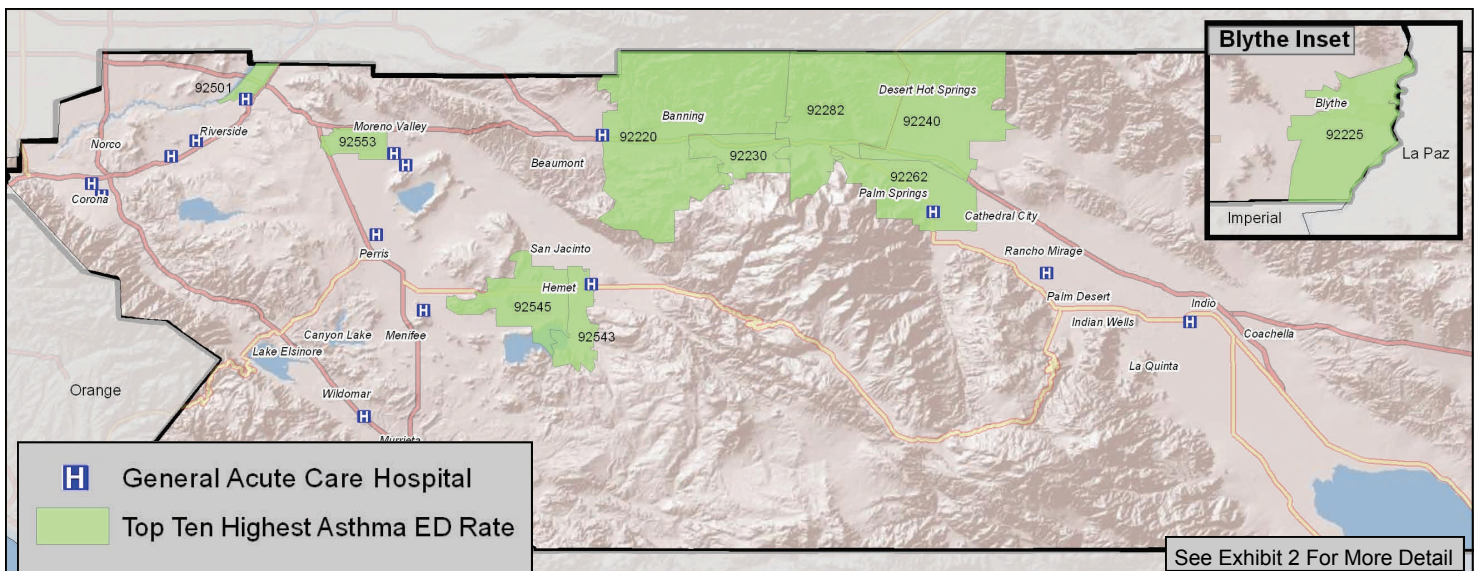 Blythe Inset
Blythe
92225
La Paz
Imperial
92501
Riverside
Norco
Corona
Moreno Valley
92553
Beaumont
Banning
92220
92230
92282
Desert Hot Springs
92240
92262
Palm Springs
Cathedral City
Rancho Mirage
Palm Desert
Indian Wells
Indio
Coachella
La Quinta
Perris
San Jacinto
Hemet
92545
92543
Canyon Lake
Menifee
Lake Elsinore
Wildomar
Murrieta
Orange
H General Acute Care Hospital
Top Ten Highest Asthma ED Rate
See Exhibit 2 For More Detail